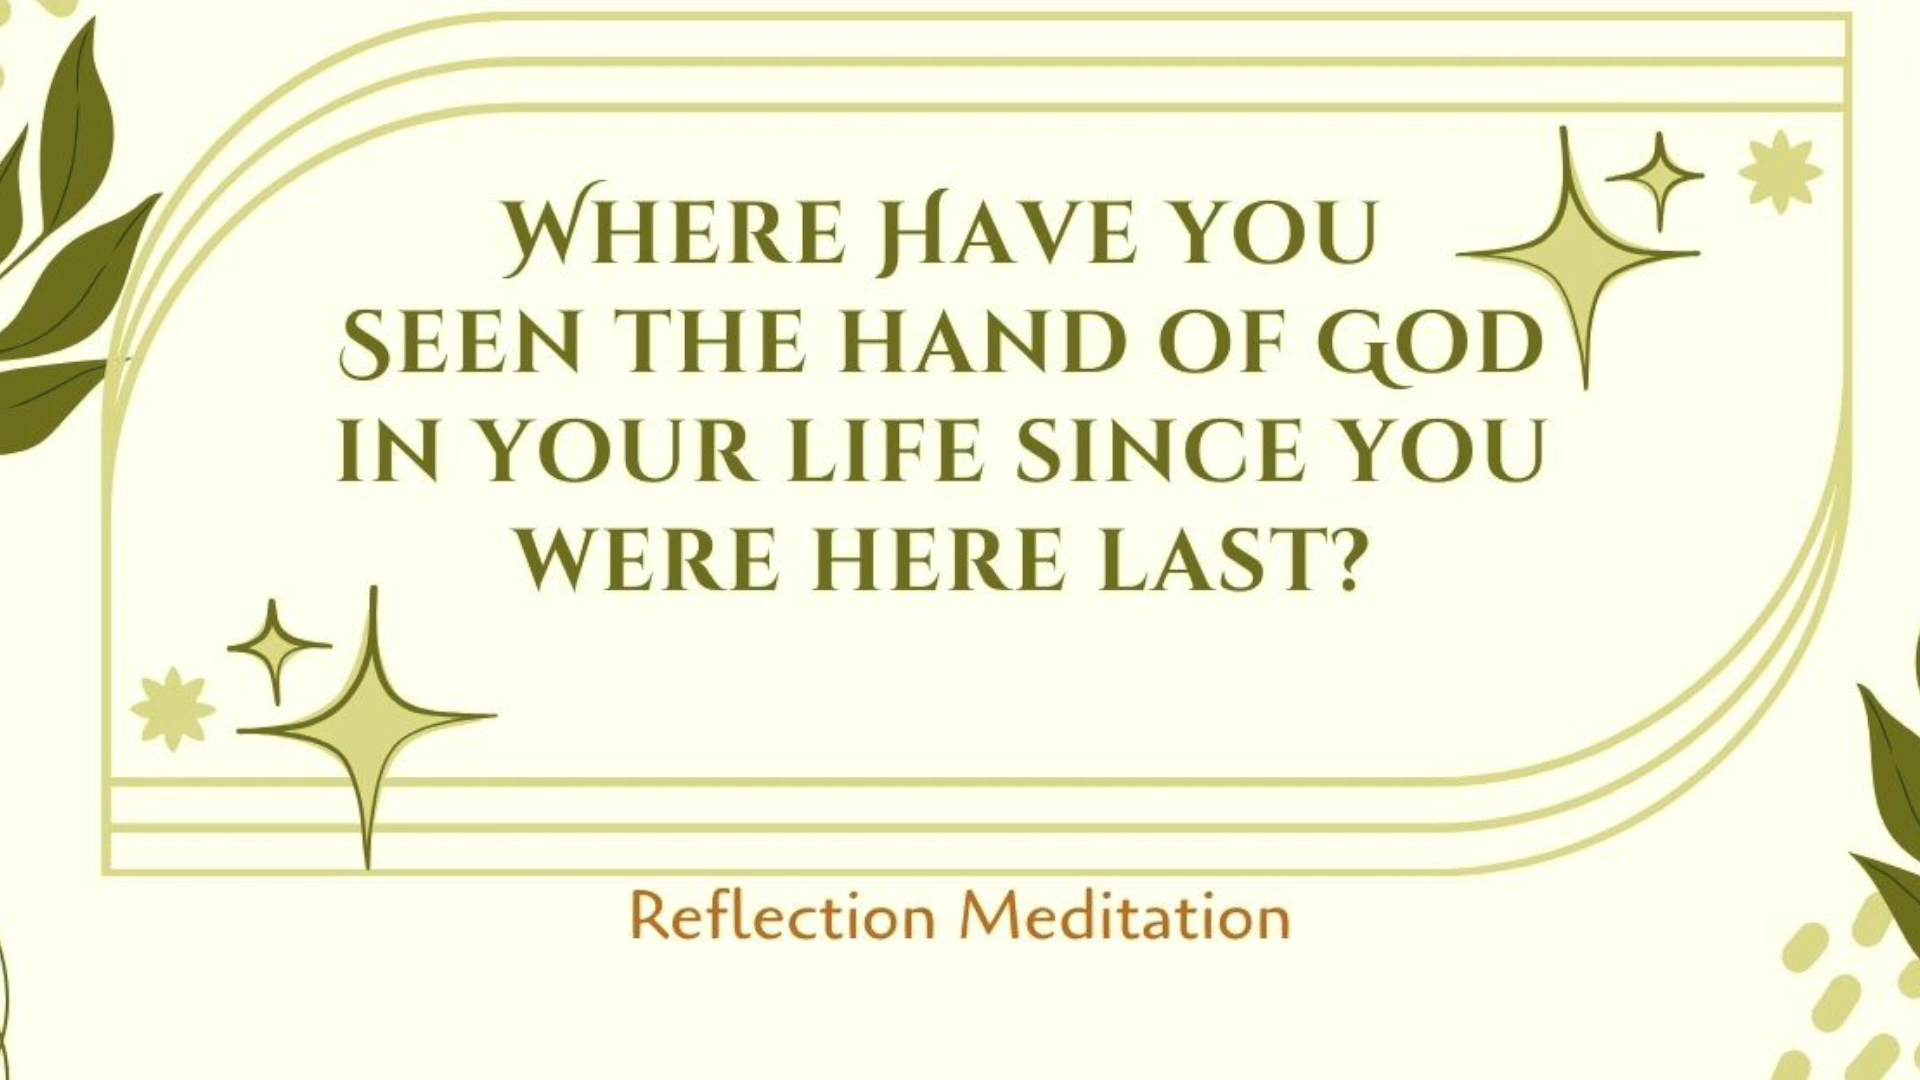 Where Have you
Seen the hand of God
in your life since you
were here last?
Reflection Meditation